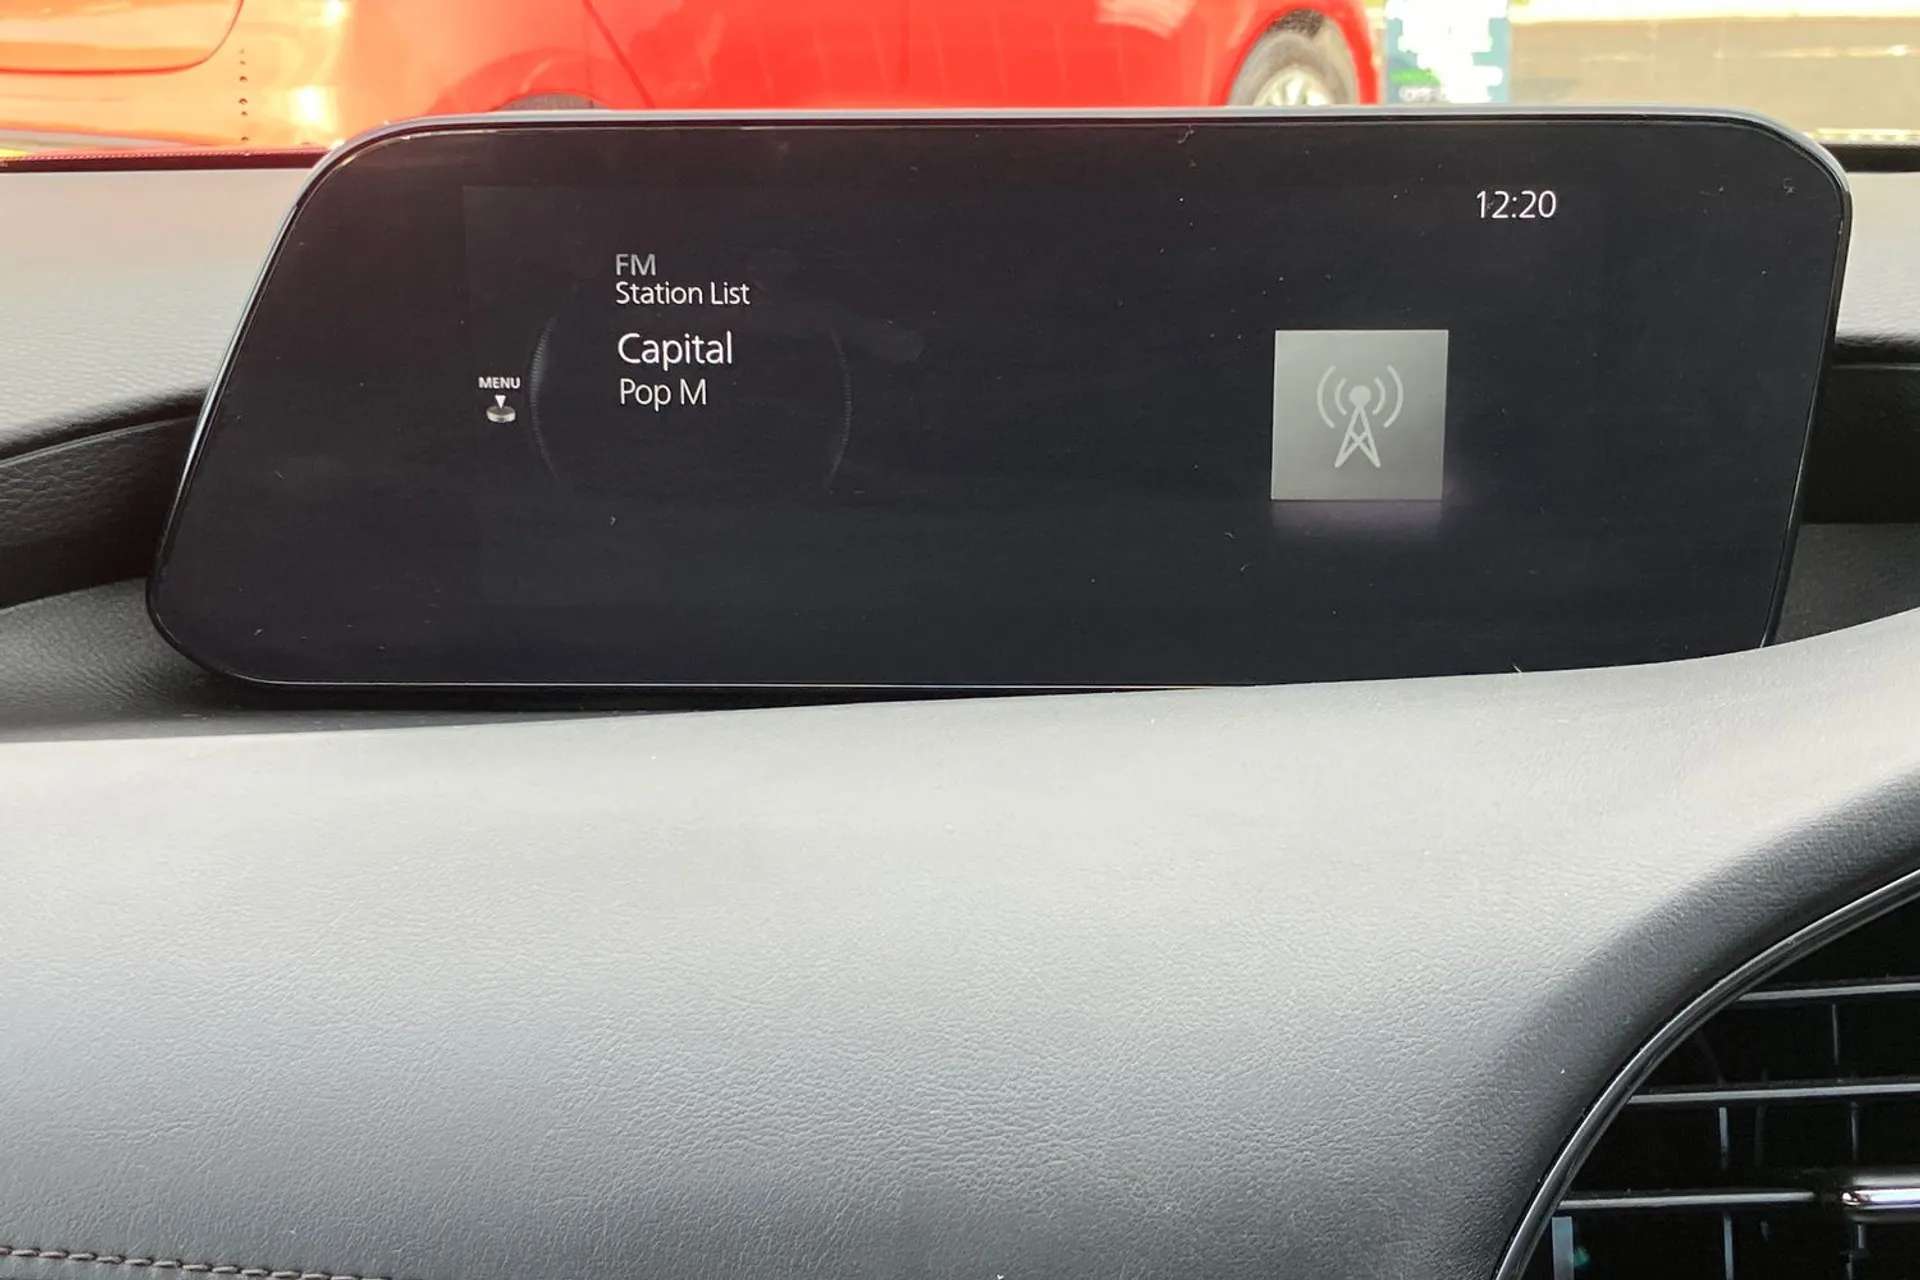 12:20
FM
Station List
Capital
Pop M
MENU